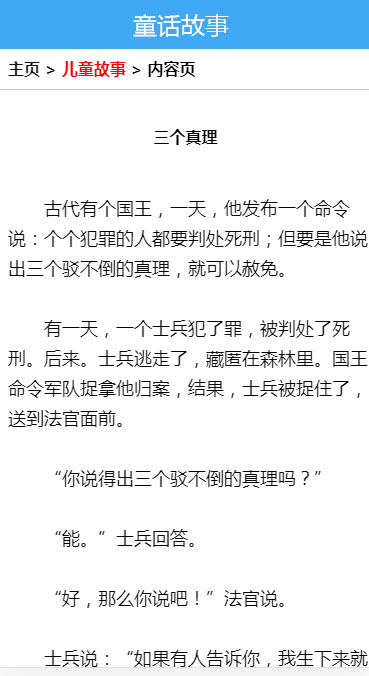 童话故事
主页 > 儿童故事 > 内容页
三个真理
古代有个国王，一天，他发布一个命令
说：个个犯罪的人都要判处死刑；但要是他说
出三个驳不倒的真理，就可以赦免。
有一天，一个士兵犯了罪，被判处了死
刑。后来。士兵逃走了，藏匿在森林里。国王
命令军队捉拿他归案，结果，士兵被捉住了，
送到法官面前。
“你说得出三个驳不倒的真理吗？”
“能。”士兵回答。
“好，那么你说吧！”法官说。
士兵说：“如果有人告诉你，我生下来就